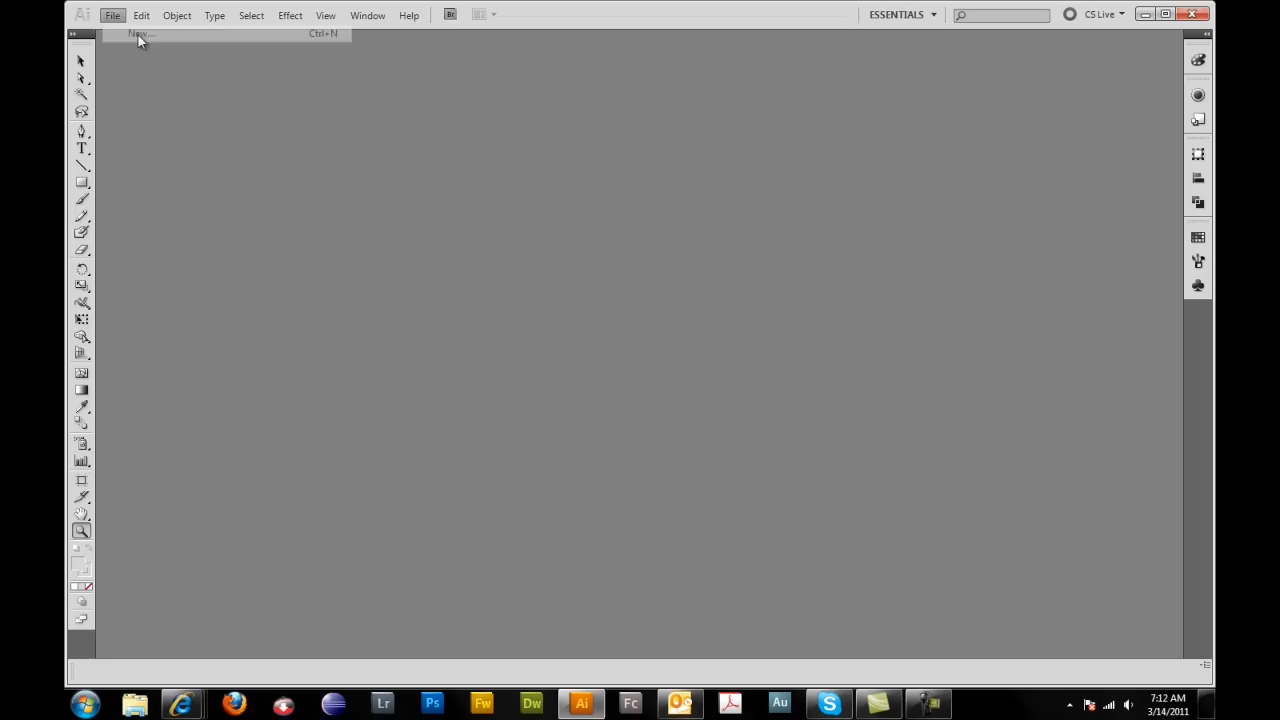 Ai File Edit Object Type Select Effect View Window Help Br ESSENTIALS CS Live
New... Ctrl+N
T
Lr Ps Fw Dw Ai Fc Au
7:12 AM
3/14/2011